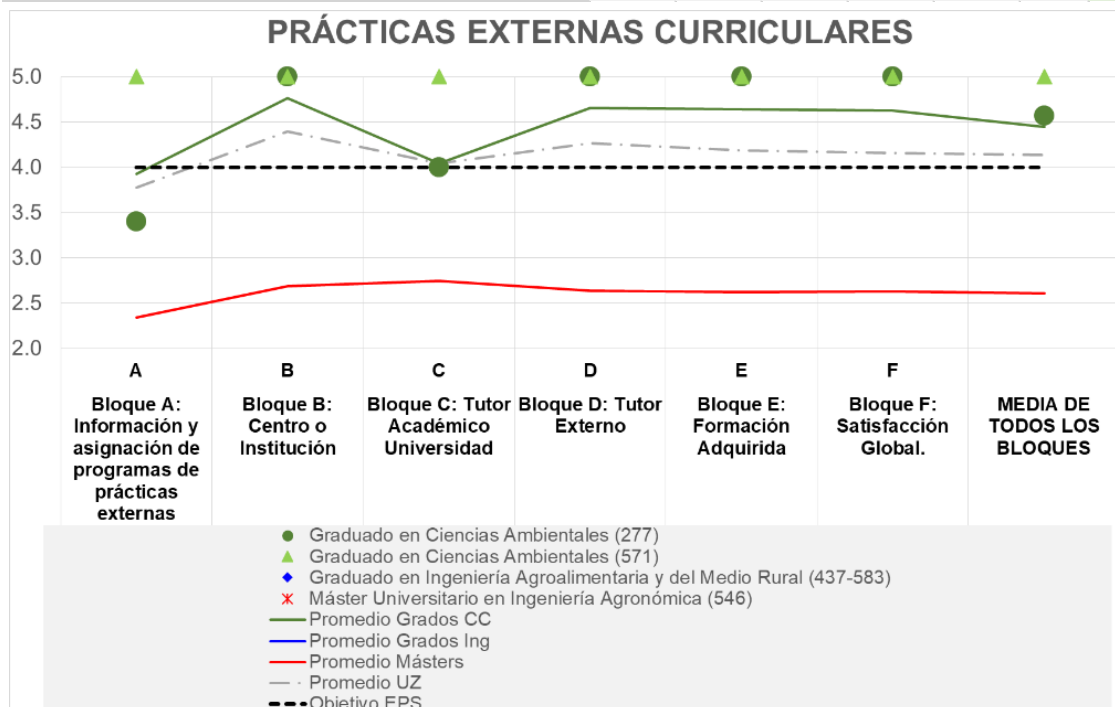 PRÁCTICAS EXTERNAS CURRICULARES
5.0
4.5
4.0
3.5
3.0
2.5
2.0
A
B
C
D
E
F
Bloque A:
Información y
asignación de
programas de
prácticas
externas
Bloque B:
Centro o
Institución
Bloque C: Tutor
Académico
Universidad
Bloque D: Tutor
Externo
Bloque E:
Formación
Adquirida
Bloque F:
Satisfacción
Global.
MEDIA DE
TODOS LOS
BLOQUES
Graduado en Ciencias Ambientales (277)
Graduado en Ciencias Ambientales (571)
Graduado en Ingeniería Agroalimentaria y del Medio Rural (437-583)
Máster Universitario en Ingeniería Agronómica (546)
Promedio Grados CC
Promedio Grados Ing
Promedio Másters
Promedio UZ
Objetivo EPS